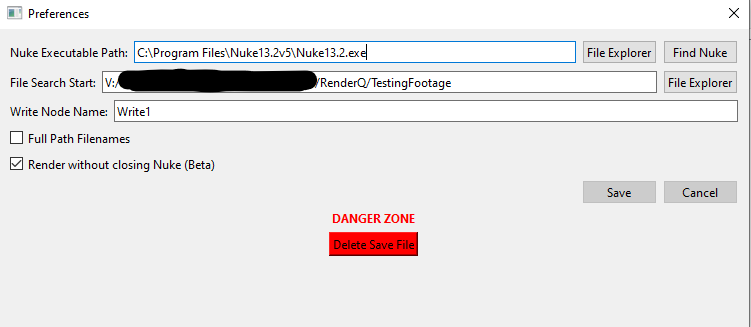 Preferences
Nuke Executable Path: C:\Program Files\Nuke13.2v5\Nuke13.2.exe File Explorer Find Nuke
File Search Start: V:/ /RenderQ/TestingFootage File Explorer
Write Node Name: Write1
Full Path Filenames
Render without closing Nuke (Beta)
Save Cancel
DANGER ZONE
Delete Save File